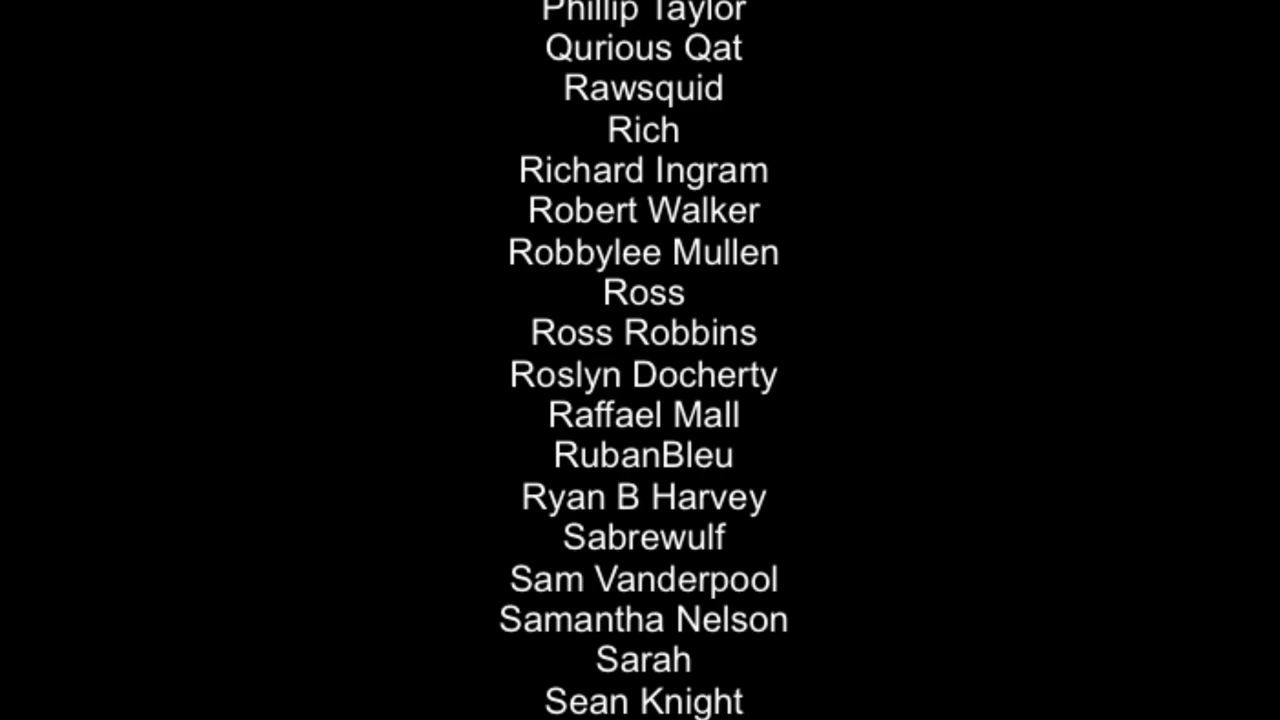 Phillip Taylor
Qurious Qat
Rawsquid
Rich
Richard Ingram
Robert Walker
Robbylee Mullen
Ross
Ross Robbins
Roslyn Docherty
Raffael Mall
RubanBleu
Ryan B Harvey
Sabrewulf
Sam Vanderpool
Samantha Nelson
Sarah
Sean Knight